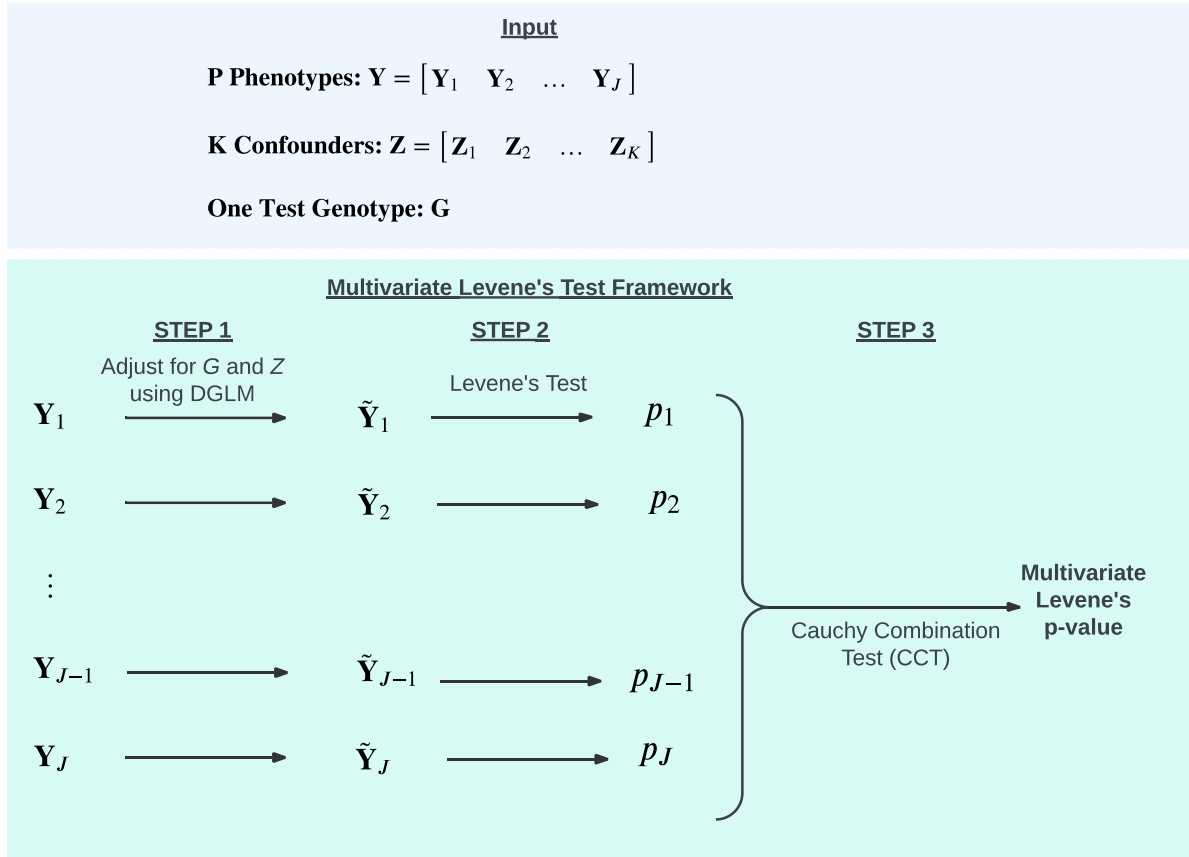 Input
P Phenotypes: Y = [ Y₁ Y₂ … Y_J ]
K Confounders: Z = [ Z₁ Z₂ … Z_K ]
One Test Genotype: G
Multivariate Levene's Test Framework
STEP 1 STEP 2 STEP 3
Adjust for G and Z
using DGLM
Levene's Test
Y₁ Ỹ₁ p₁
Y₂ Ỹ₂ p₂
⋮
Multivariate
Levene's
p-value
Cauchy Combination
Test (CCT)
Y_{J−1} Ỹ_{J−1} p_{J−1}
Y_J Ỹ_J p_J